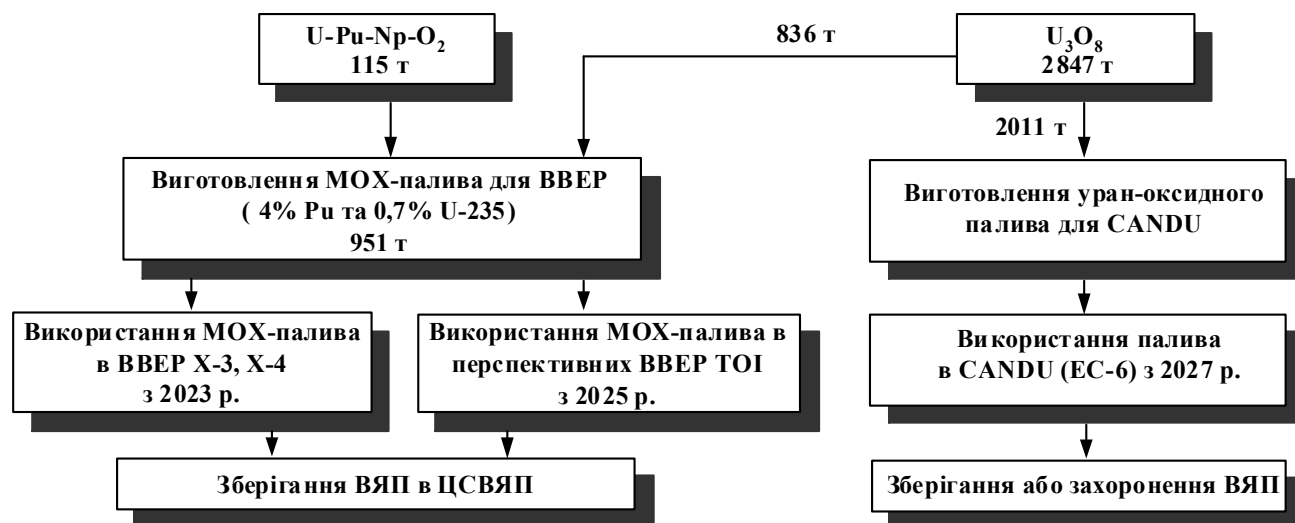 U-Pu-Np-O₂
115 т
836 т
U₃O₈
2847 т
2011 т
Виготовлення МОХ-палива для ВВЕР
( 4% Pu та 0,7% U-235)
951 т
Виготовлення уран-оксидного
палива для CANDU
Використання МОХ-палива
в ВВЕР Х-3, Х-4
з 2023 р.
Використання МОХ-палива в
перспективних ВВЕР ТОІ
з 2025 р.
Використання палива
в CANDU (EC-6) з 2027 р.
Зберігання ВЯП в ЦСВЯП
Зберігання або захоронення ВЯП